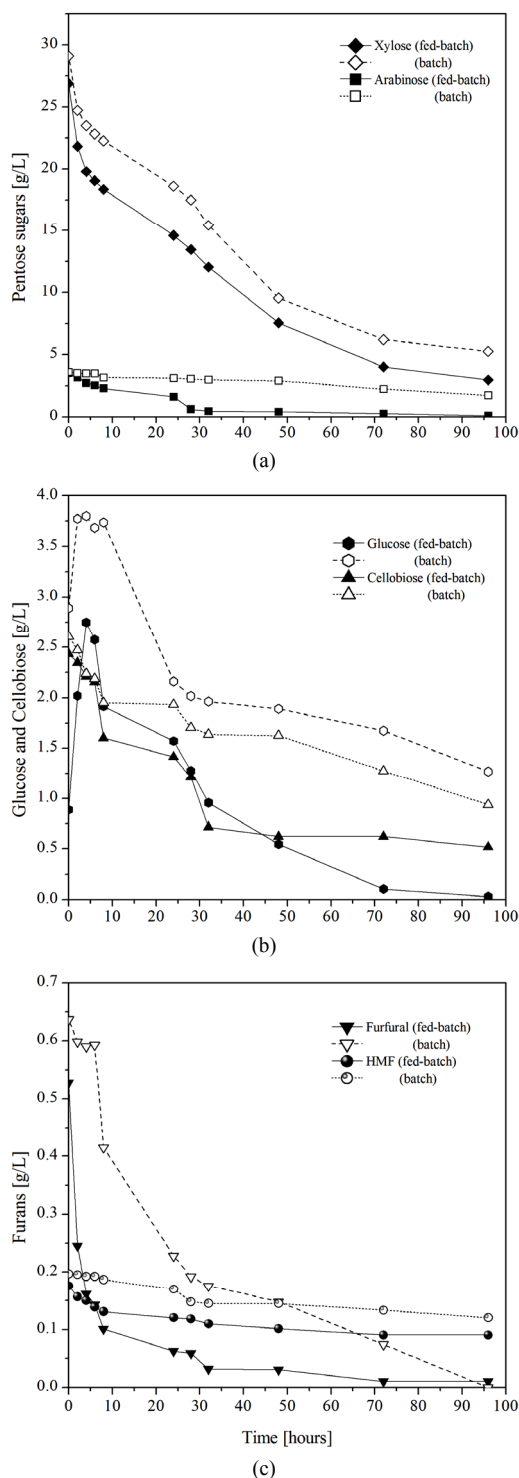 30
25
20
15
10
5
0
Pentose sugars [g/L]
Xylose (fed-batch)
(batch)
Arabinose (fed-batch)
(batch)
0 10 20 30 40 50 60 70 80 90 100
(a)
4.0
3.5
3.0
2.5
2.0
1.5
1.0
0.5
0.0
Glucose and Cellobiose [g/L]
Glucose (fed-batch)
(batch)
Cellobiose (fed-batch)
(batch)
0 10 20 30 40 50 60 70 80 90 100
(b)
0.7
0.6
0.5
0.4
0.3
0.2
0.1
0.0
Furans [g/L]
Furfural (fed-batch)
(batch)
HMF (fed-batch)
(batch)
0 10 20 30 40 50 60 70 80 90 100
Time [hours]
(c)